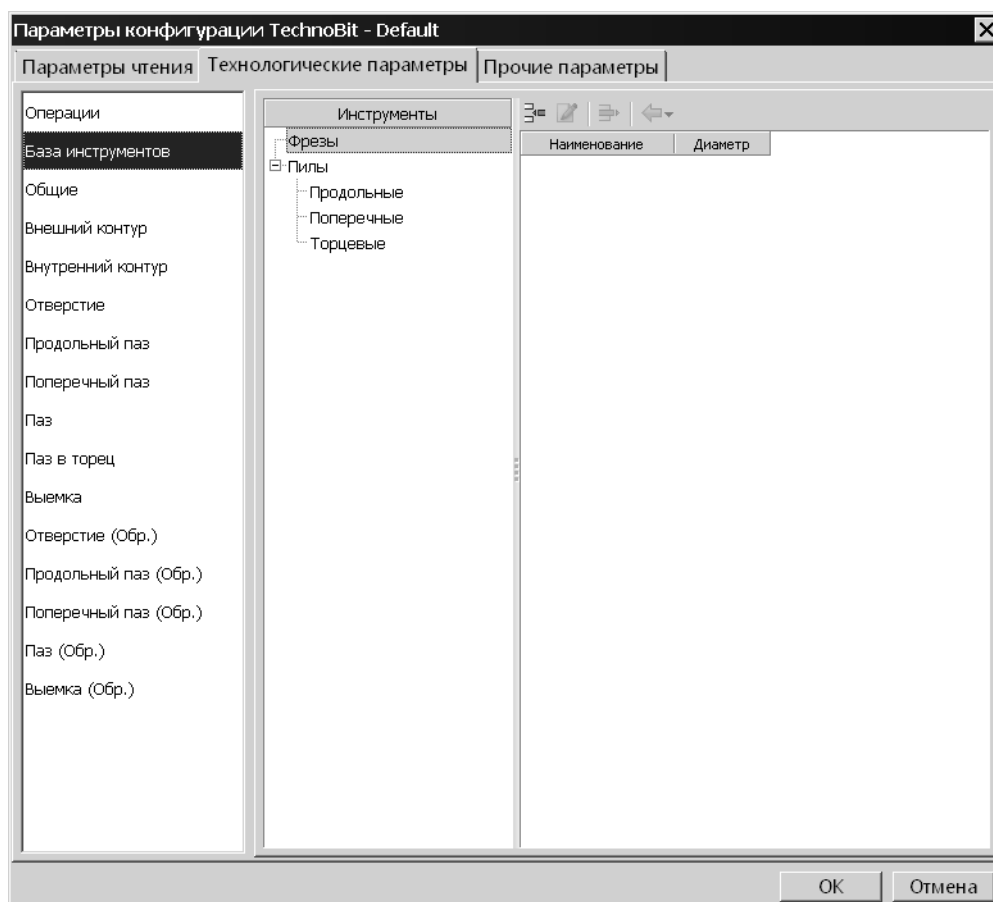 Параметры конфигурации TechnoBit - Default
Параметры чтения Технологические параметры Прочие параметры
Операции
База инструментов
Общие
Внешний контур
Внутренний контур
Отверстие
Продольный паз
Поперечный паз
Паз
Паз в торец
Выемка
Отверстие (Обр.)
Продольный паз (Обр.)
Поперечный паз (Обр.)
Паз (Обр.)
Выемка (Обр.)
Инструменты
Фрезы
Пилы
Продольные
Поперечные
Торцевые
Наименование Диаметр
OK Отмена